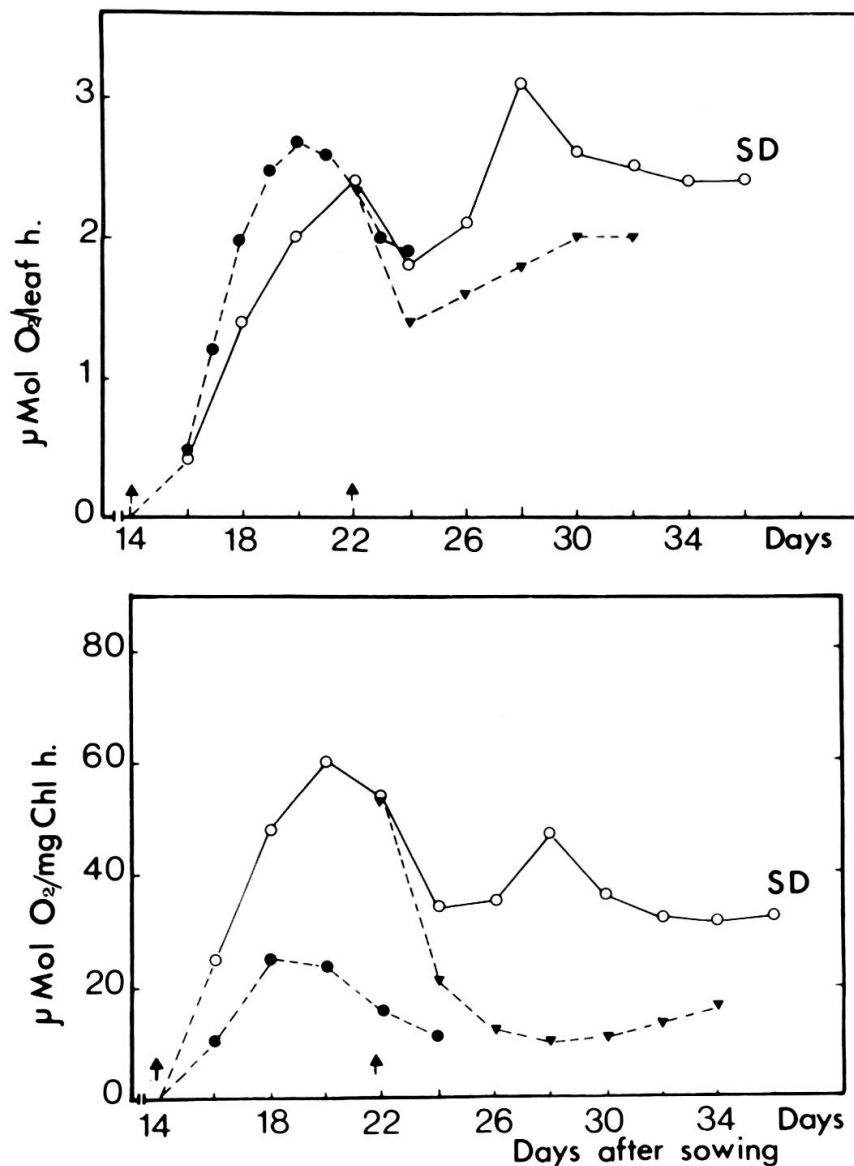 3
2
1
0
µMol O₂/leaf h.
SD
14 18 22 26 30 34 Days
80
60
40
20
0
µMol O₂/mgChl h.
SD
14 18 22 26 30 34 Days
Days after sowing